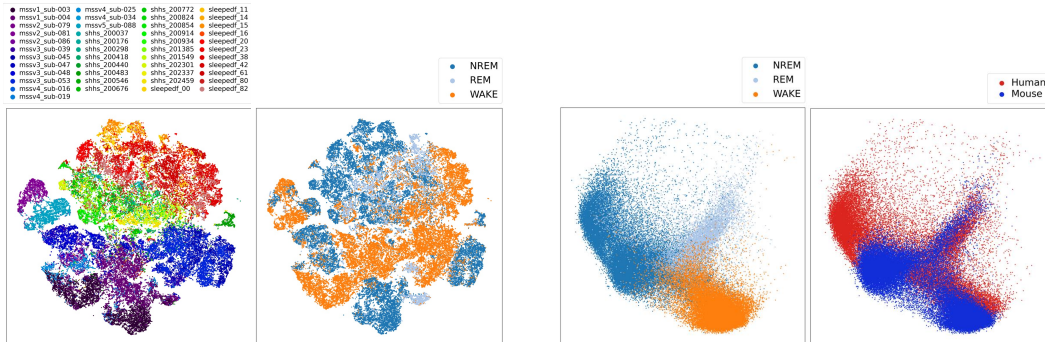 mssv1_sub-003 mssv4_sub-025 shhs_200772 sleepedf_11
mssv1_sub-004 mssv4_sub-034 shhs_200824 sleepedf_14
mssv2_sub-079 mssv5_sub-088 shhs_200854 sleepedf_15
mssv2_sub-081 shhs_200037 shhs_200914 sleepedf_16
mssv2_sub-086 shhs_200176 shhs_200934 sleepedf_20
mssv3_sub-039 shhs_200298 shhs_201385 sleepedf_23
mssv3_sub-045 shhs_200418 shhs_201549 sleepedf_38
mssv3_sub-047 shhs_200440 shhs_202301 sleepedf_42
mssv3_sub-048 shhs_200483 shhs_202337 sleepedf_61
mssv3_sub-053 shhs_200546 shhs_202459 sleepedf_80
mssv4_sub-016 shhs_200676 sleepedf_00 sleepedf_82
mssv4_sub-019
NREM
REM
WAKE
NREM
REM
WAKE
Human
Mouse